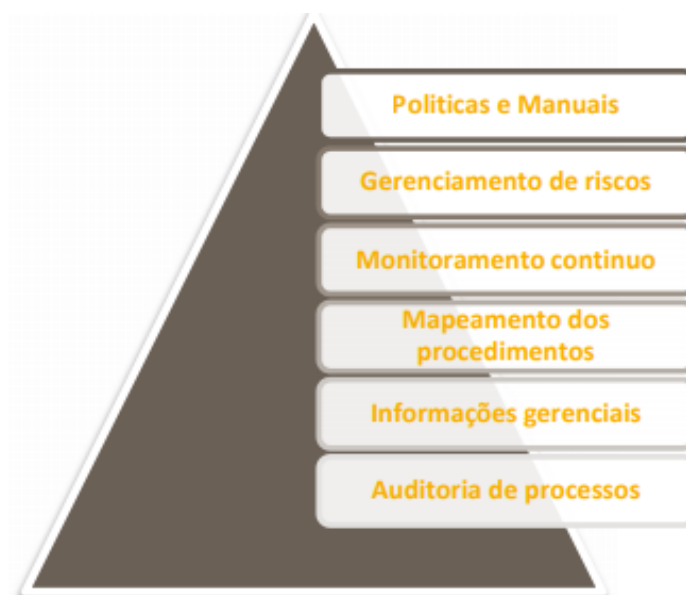 Politicas e Manuais
Gerenciamento de riscos
Monitoramento continuo
Mapeamento dos
procedimentos
Informações gerenciais
Auditoria de processos